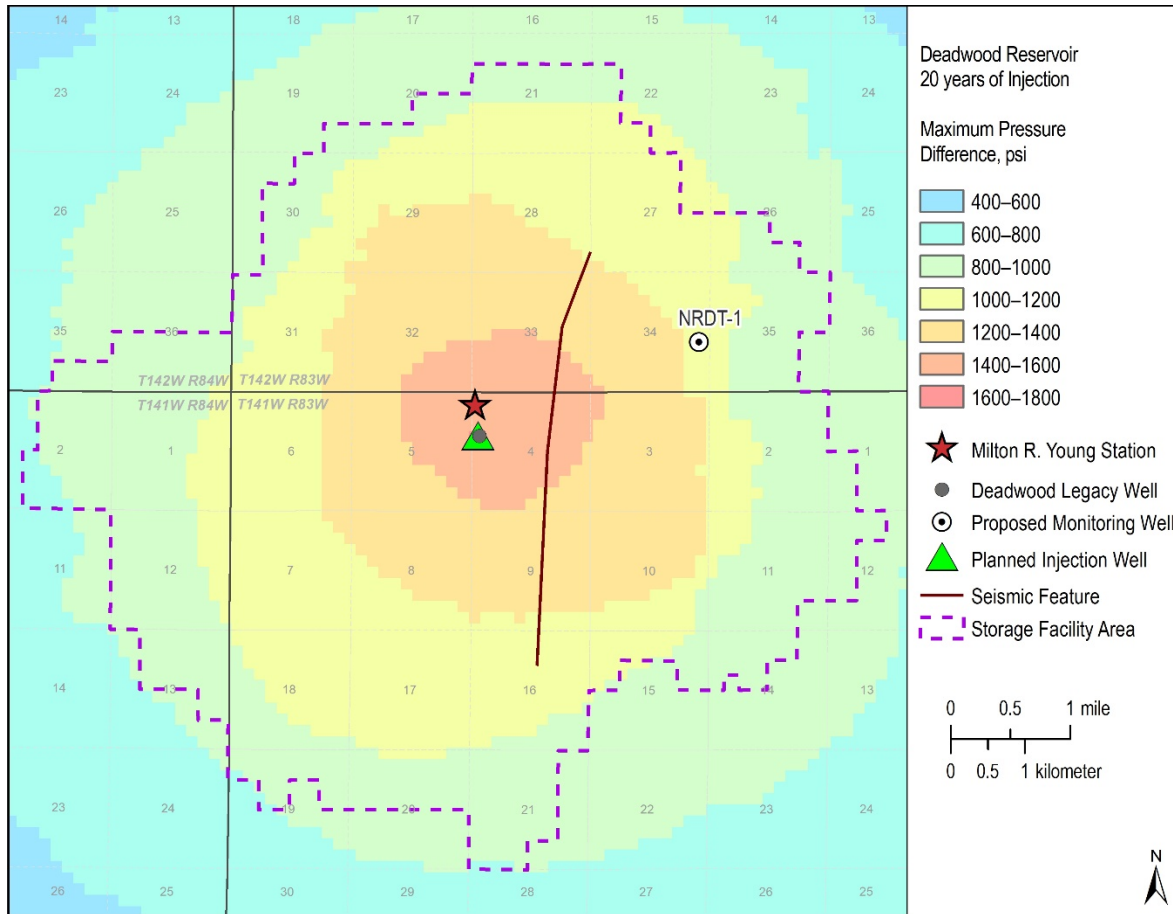 14 13 18 17 16 15 14 13
23 24 19 20 21 22 23 24
26 25 30 29 28 27 26 25
NRDT-1
35 36 31 32 33 34 35 36
T142W R84W T142W R83W
T141W R84W T141W R83W
2 1 6 5 4 3 2 1
11 12 7 8 9 10 11 12
14 13 18 17 16 15 14 13
23 24 19 20 21 22 23 24
26 25 30 29 28 27 26 25
Deadwood Reservoir
20 years of Injection
Maximum Pressure
Difference, psi
400–600
600–800
800–1000
1000–1200
1200–1400
1400–1600
1600–1800
Milton R. Young Station
Deadwood Legacy Well
Proposed Monitoring Well
Planned Injection Well
Seismic Feature
Storage Facility Area
0 0.5 1 mile
0 0.5 1 kilometer
N